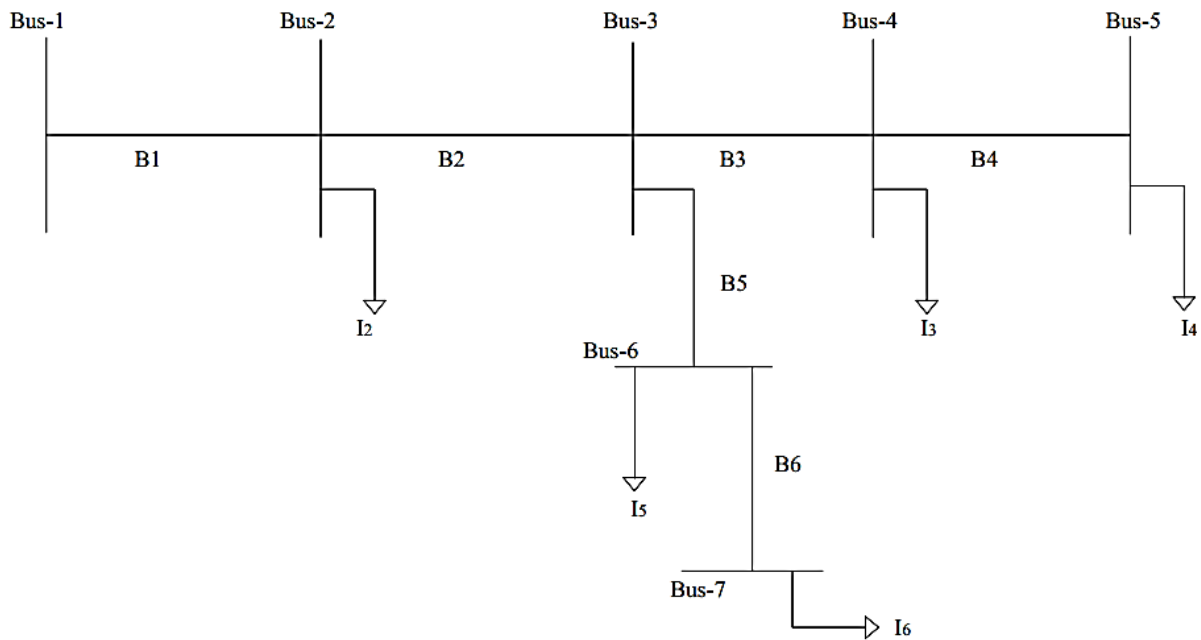 Bus-1 Bus-2 Bus-3 Bus-4 Bus-5
B1 B2 B3 B4
B5
I2 I3 I4
Bus-6
B6
I5
Bus-7
I6